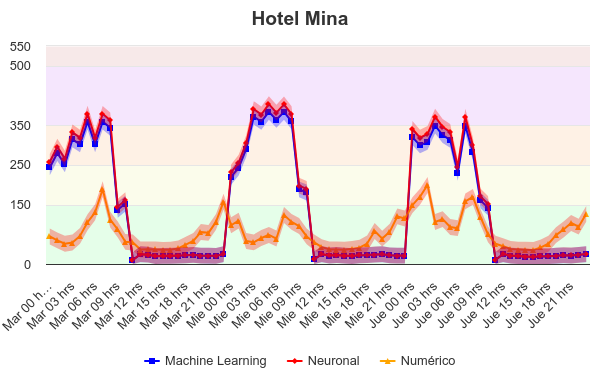 Hotel Mina
550
500
350
250
150
0
Mar 00 h...
Mar 03 hrs
Mar 06 hrs
Mar 09 hrs
Mar 12 hrs
Mar 15 hrs
Mar 18 hrs
Mar 21 hrs
Mie 00 hrs
Mie 03 hrs
Mie 06 hrs
Mie 09 hrs
Mie 12 hrs
Mie 15 hrs
Mie 18 hrs
Mie 21 hrs
Jue 00 hrs
Jue 03 hrs
Jue 06 hrs
Jue 09 hrs
Jue 12 hrs
Jue 15 hrs
Jue 18 hrs
Jue 21 hrs
Machine Learning Neuronal Numérico